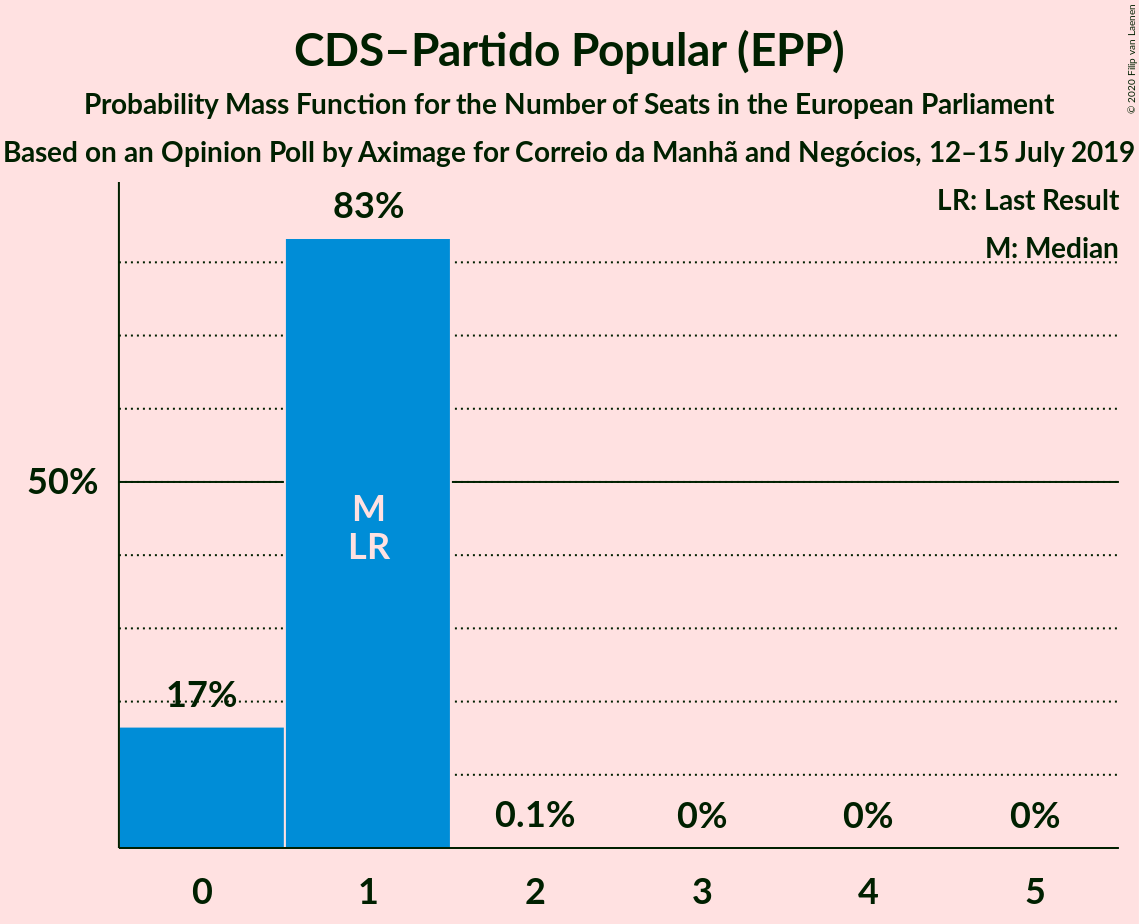 CDS–Partido Popular (EPP)
Probability Mass Function for the Number of Seats in the European Parliament
Based on an Opinion Poll by Aximage for Correio da Manhã and Negócios, 12–15 July 2019
© 2020 Filip van Laenen
LR: Last Result
M: Median
83%
50%
M
LR
17%
0.1%
0%
0%
0%
0
1
2
3
4
5